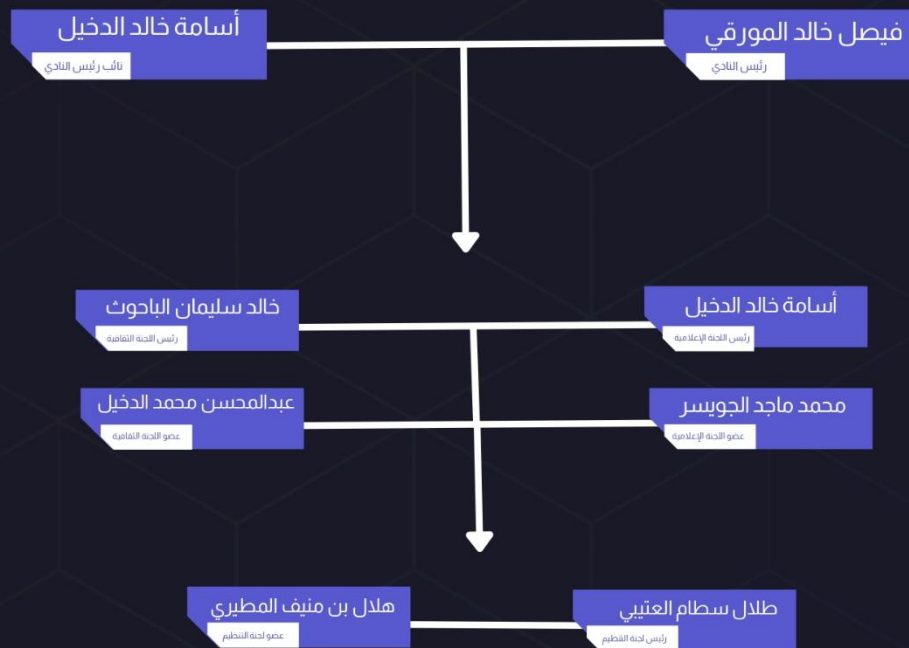 فيصل خالد المورقي
رئيس النادي
أسامة خالد الدخيل
نائب رئيس النادي
أسامة خالد الدخيل
رئيس اللجنة الإعلامية
خالد سليمان الباحوث
رئيس اللجنة الثقافية
محمد ماجد الجويسر
عضو اللجنة الإعلامية
عبدالمحسن محمد الدخيل
عضو اللجنة الثقافية
طلال سطام العتيبي
رئيس لجنة التنظيم
هلال بن منيف المطيري
عضو لجنة التنظيم